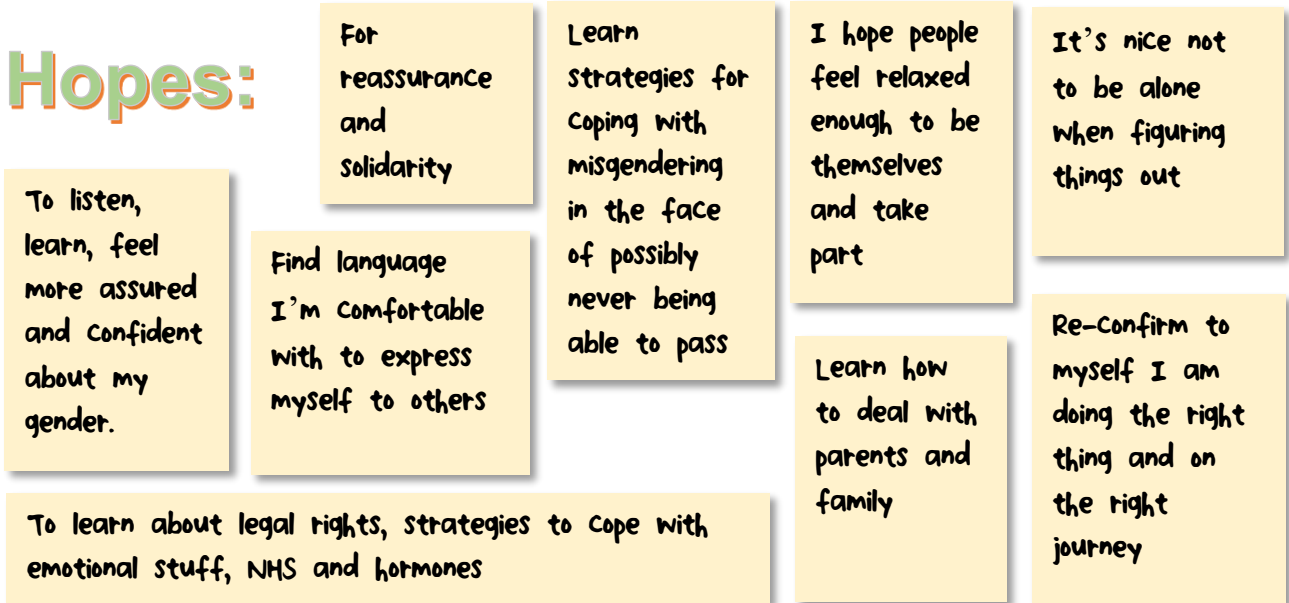 Hopes:
For
reassurance
and
solidarity
Learn
strategies for
coping with
misgendering
in the face
of possibly
never being
able to pass
I hope people
feel relaxed
enough to be
themselves
and take
part
It's nice not
to be alone
when figuring
things out
To listen,
learn, feel
more assured
and confident
about my
gender.
Find language
I'm comfortable
with to express
myself to others
Learn how
to deal with
parents and
family
Re-confirm to
myself I am
doing the right
thing and on
the right
journey
To learn about legal rights, strategies to cope with
emotional stuff, NHS and hormones